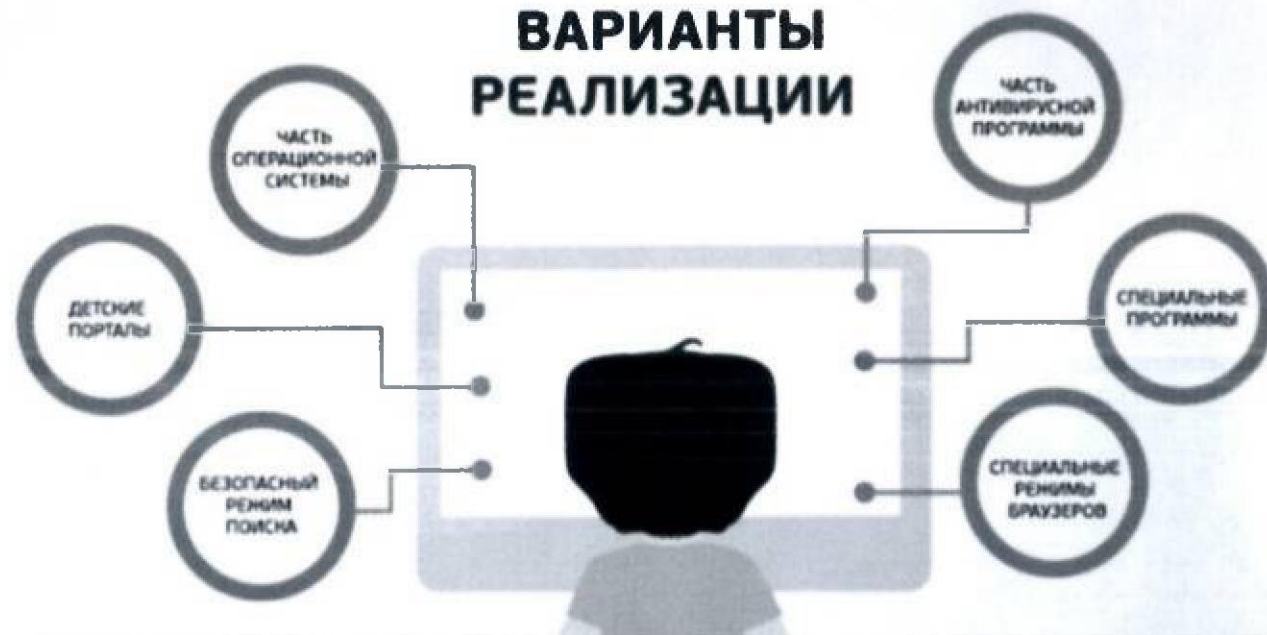 ВАРИАНТЫ
РЕАЛИЗАЦИИ
ЧАСТЬ
ОПЕРАЦИОННОЙ
СИСТЕМЫ
ДЕТСКИЕ
ПОРТАЛЫ
БЕЗОПАСНЫЙ
РЕЖИМ
ПОИСКА
ЧАСТЬ
АНТИВИРУСНОЙ
ПРОГРАММЫ
СПЕЦИАЛЬНЫЕ
ПРОГРАММЫ
СПЕЦИАЛЬНЫЕ
РЕЖИМЫ
БРАУЗЕРОВ